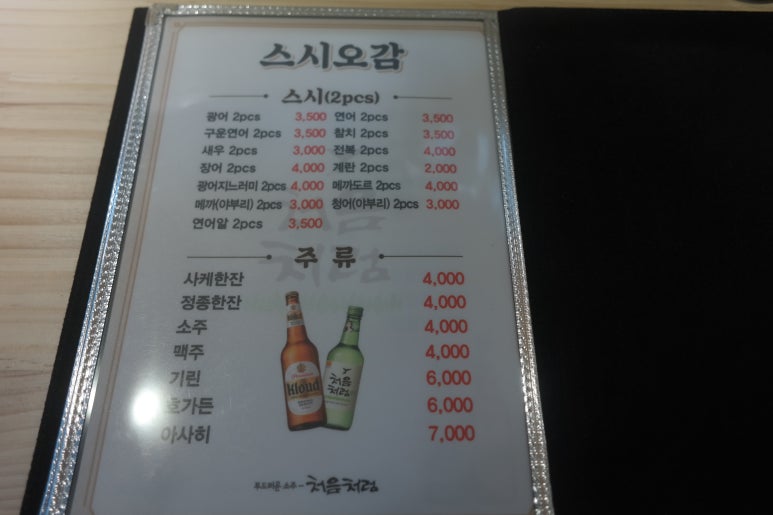 스시오감
스시(2pcs)
광어 2pcs 3,500 연어 2pcs 3,500
구운연어 2pcs 3,500 참치 2pcs 3,500
새우 2pcs 3,000 전복 2pcs 4,000
장어 2pcs 4,000 계란 2pcs 2,000
광어지느러미 2pcs 4,000 메까도르 2pcs 4,000
메까(아부리) 2pcs 3,000 청어(아부리) 2pcs 3,000
연어알 2pcs 3,500
주 류
사케한잔 4,000
정종한잔 4,000
소주 4,000
맥주 4,000
기린 6,000
호가든 6,000
아사히 7,000
Kloud
처음
처럼
부드러운 소주 - 처음처럼